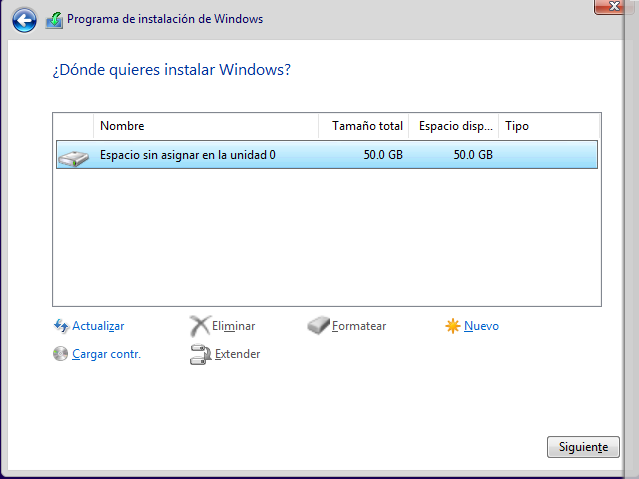 Programa de instalación de Windows
¿Dónde quieres instalar Windows?
Nombre Tamaño total Espacio disp... Tipo
Espacio sin asignar en la unidad 0 50.0 GB 50.0 GB
Actualizar Eliminar Formatear Nuevo
Cargar contr. Extender
Siguiente